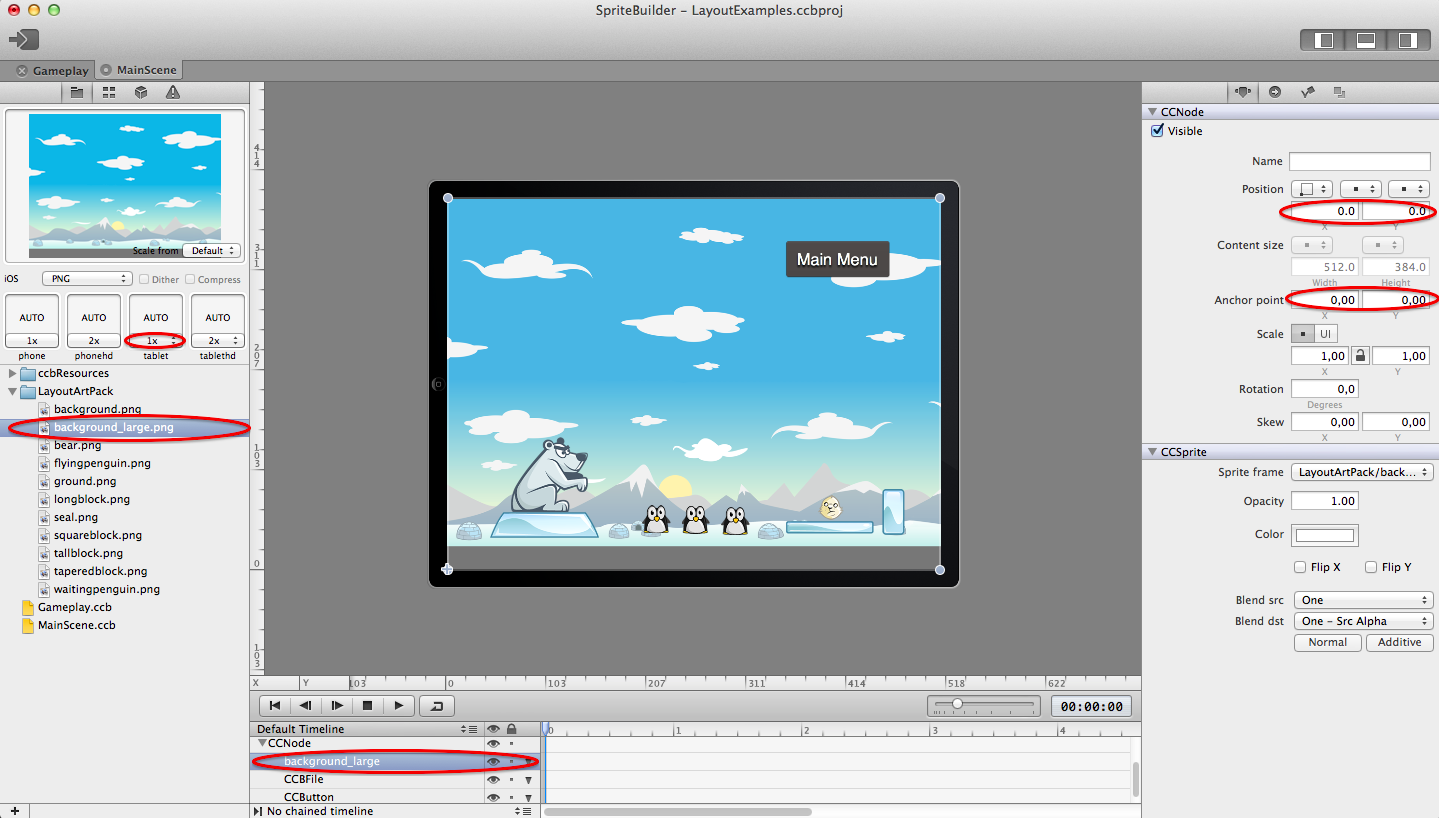 SpriteBuilder – LayoutExamples.ccbproj
Gameplay
MainScene
Scale from Default
iOS PNG Dither Compress
AUTO AUTO AUTO AUTO
1x 2x 1x 2x
phone phonehd tablet tablethd
ccbResources
LayoutArtPack
background.png
background_large.png
bear.png
flyingpenguin.png
ground.png
longblock.png
seal.png
squareblock.png
tallblock.png
taperedblock.png
waitingpenguin.png
Gameplay.ccb
MainScene.ccb
414
311
207
103
0
103
Main Menu
X Y 103 0 103 207 311 414 518 622
00:00:00
Default Timeline 0 1 2 3 4
CCNode
background_large
CCBFile
CCButton
No chained timeline
CCNode
Visible
Name
Position
0.0 0.0
X Y
Content size
512.0 384.0
Width Height
Anchor point 0,00 0,00
X Y
Scale UI
1,00 1,00
X Y
Rotation 0,0
Degrees
Skew 0,00 0,00
X Y
CCSprite
Sprite frame LayoutArtPack/back...
Opacity 1.00
Color
Flip X Flip Y
Blend src One
Blend dst One – Src Alpha
Normal Additive